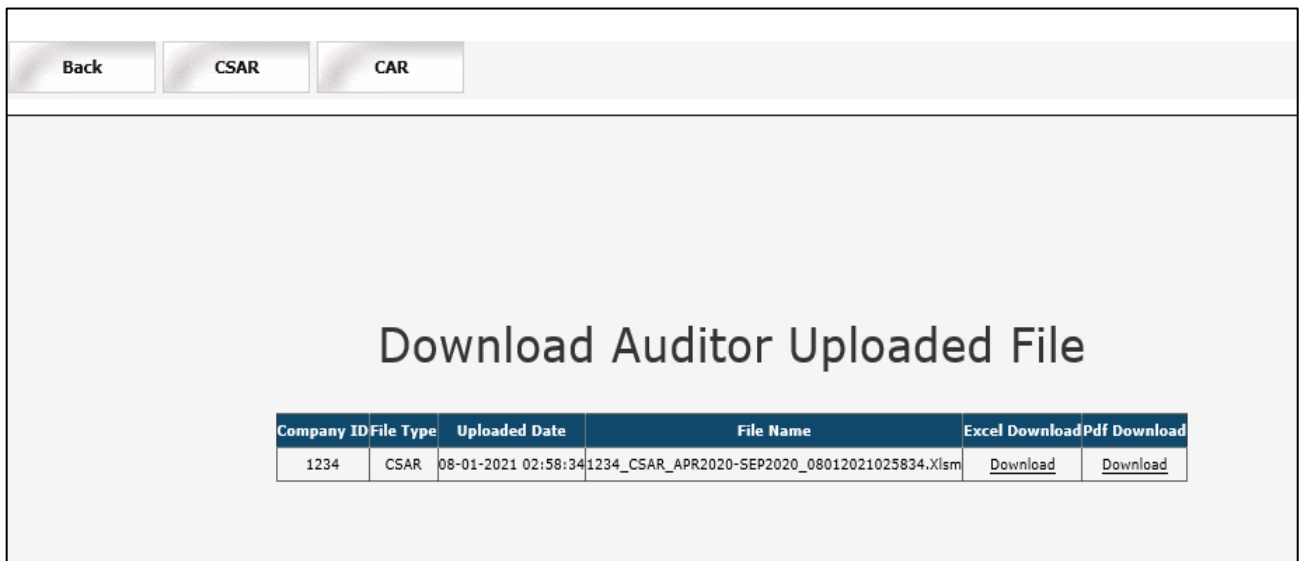 Back CSAR CAR
Download Auditor Uploaded File
Company ID File Type Uploaded Date File Name Excel Download Pdf Download
1234 CSAR 08-01-2021 02:58:34 1234_CSAR_APR2020-SEP2020_08012021025834.Xlsm Download Download